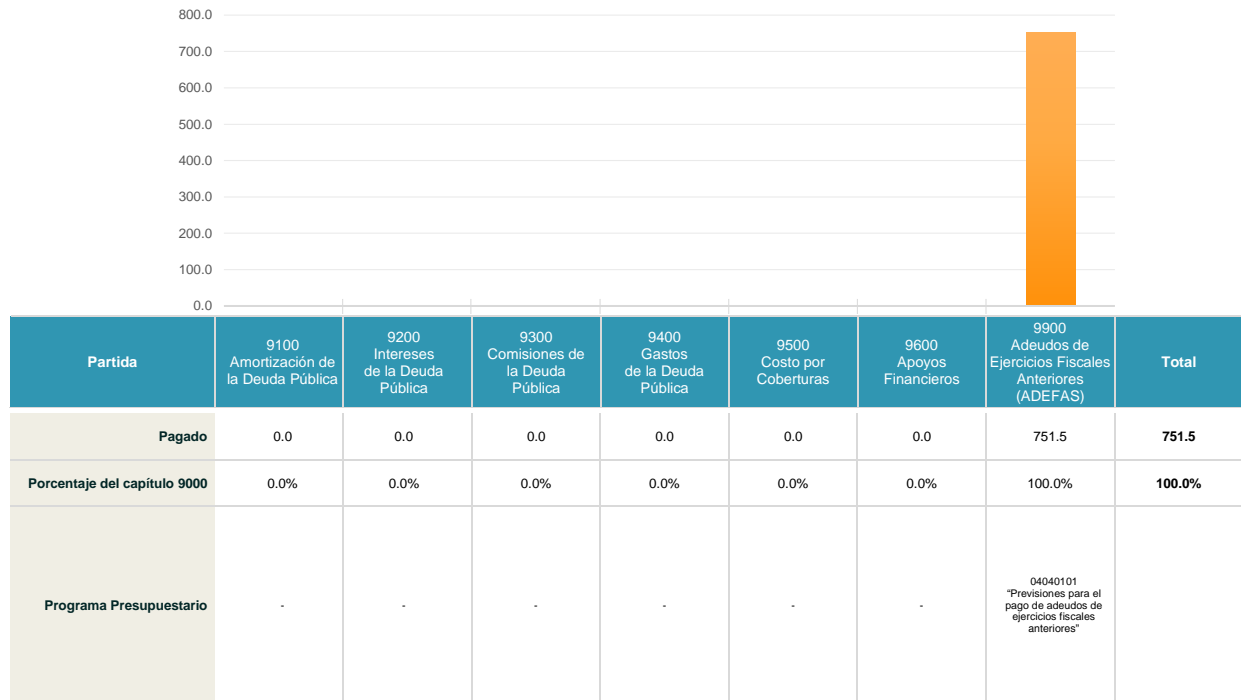 800.0
700.0
600.0
500.0
400.0
300.0
200.0
100.0
0.0
Partida
9100
Amortización de
la Deuda Pública
9200
Intereses
de la Deuda
Pública
9300
Comisiones de
la Deuda
Pública
9400
Gastos
de la Deuda
Pública
9500
Costo por
Coberturas
9600
Apoyos
Financieros
9900
Adeudos de
Ejercicios Fiscales
Anteriores
(ADEFAS)
Total
Pagado
0.0
0.0
0.0
0.0
0.0
0.0
751.5
751.5
Porcentaje del capítulo 9000
0.0%
0.0%
0.0%
0.0%
0.0%
0.0%
100.0%
100.0%
Programa Presupuestario
-
-
-
-
-
-
04040101
“Previsiones para el
pago de adeudos de
ejercicios fiscales
anteriores”